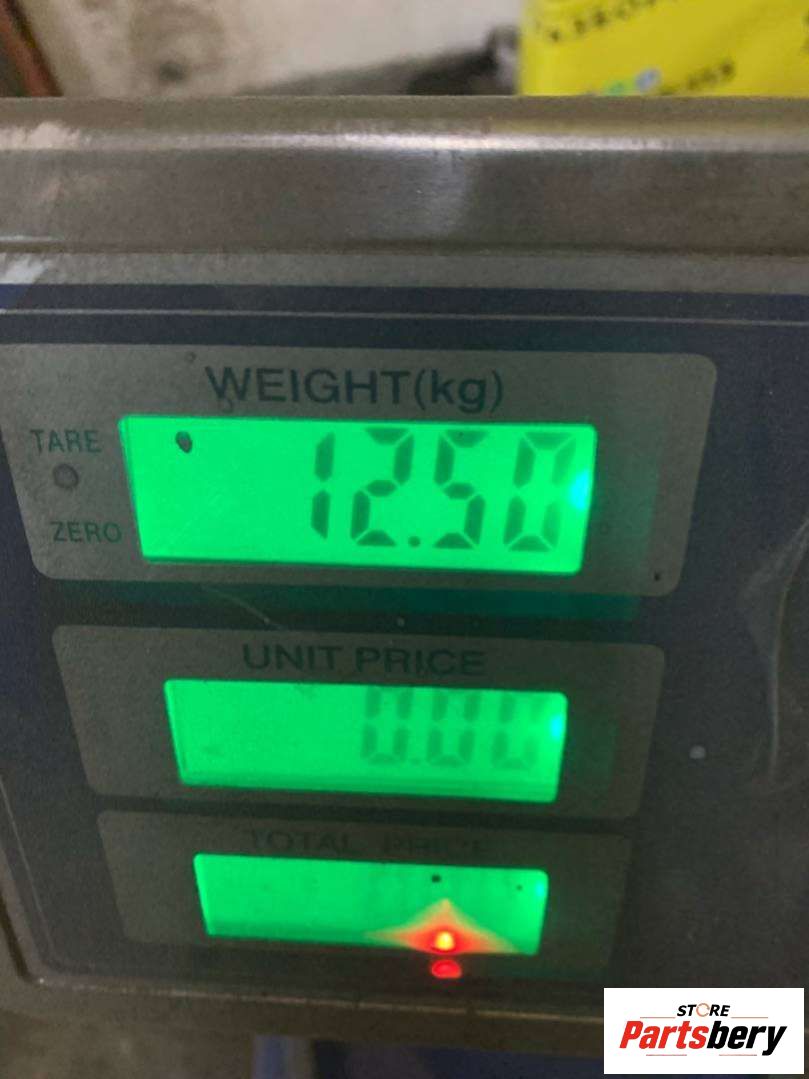 WEIGHT(kg)
TARE
12.50
ZERO
UNIT PRICE
0.00
TOTAL PRICE
STORE
Partsbery